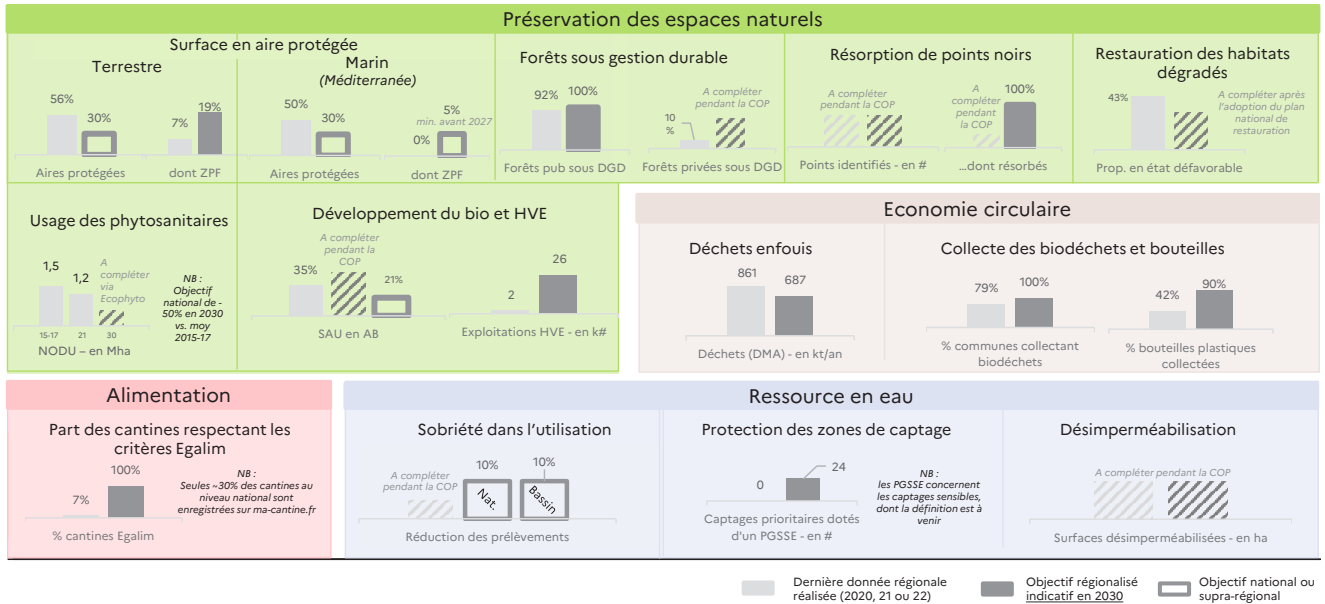 Préservation des espaces naturels
Surface en aire protégée
Terrestre
56%
30%
7%
19%
Aires protégées
dont ZPF
Marin
(Méditerranée)
50%
30%
0%
5%
min. avant 2027
Aires protégées
dont ZPF
Forêts sous gestion durable
92%
100%
Forêts pub sous DGD
10
%
A compléter
pendant la COP
Forêts privées sous DGD
Résorption de points noirs
A compléter
pendant la COP
Points identifiés - en #
A
compléter
pendant
la COP
100%
...dont résorbés
Restauration des habitats
dégradés
43%
A compléter après
l'adoption du plan
national de
restauration
Prop. en état défavorable
Usage des phytosanitaires
1,5
1,2
A
compléter
via
Ecophyto
15-17
21
30
NODU – en Mha
NB :
Objectif
national de -
50% en 2030
vs. moy
2015-17
Développement du bio et HVE
35%
A compléter
pendant la
COP
21%
SAU en AB
2
26
Exploitations HVE - en k#
Economie circulaire
Déchets enfouis
861
687
Déchets (DMA) - en kt/an
Collecte des biodéchets et bouteilles
79%
100%
% communes collectant
biodéchets
42%
90%
% bouteilles plastiques
collectées
Alimentation
Part des cantines respectant les
critères Egalim
7%
100%
% cantines Egalim
NB :
Seules ~30% des cantines au
niveau national sont
enregistrées sur ma-cantine.fr
Ressource en eau
Sobriété dans l'utilisation
A compléter
pendant la COP
10%
Nat.
10%
Bassin
Réduction des prélèvements
Protection des zones de captage
0
24
Captages prioritaires dotés
d'un PGSSE - en #
NB :
les PGSSE concernent
les captages sensibles,
dont la définition est à
venir
Désimperméabilisation
A compléter pendant la COP
Surfaces désimperméabilisées - en ha
Dernière donnée régionale
réalisée (2020, 21 ou 22)
Objectif régionalisé
indicatif en 2030
Objectif national ou
supra-régional